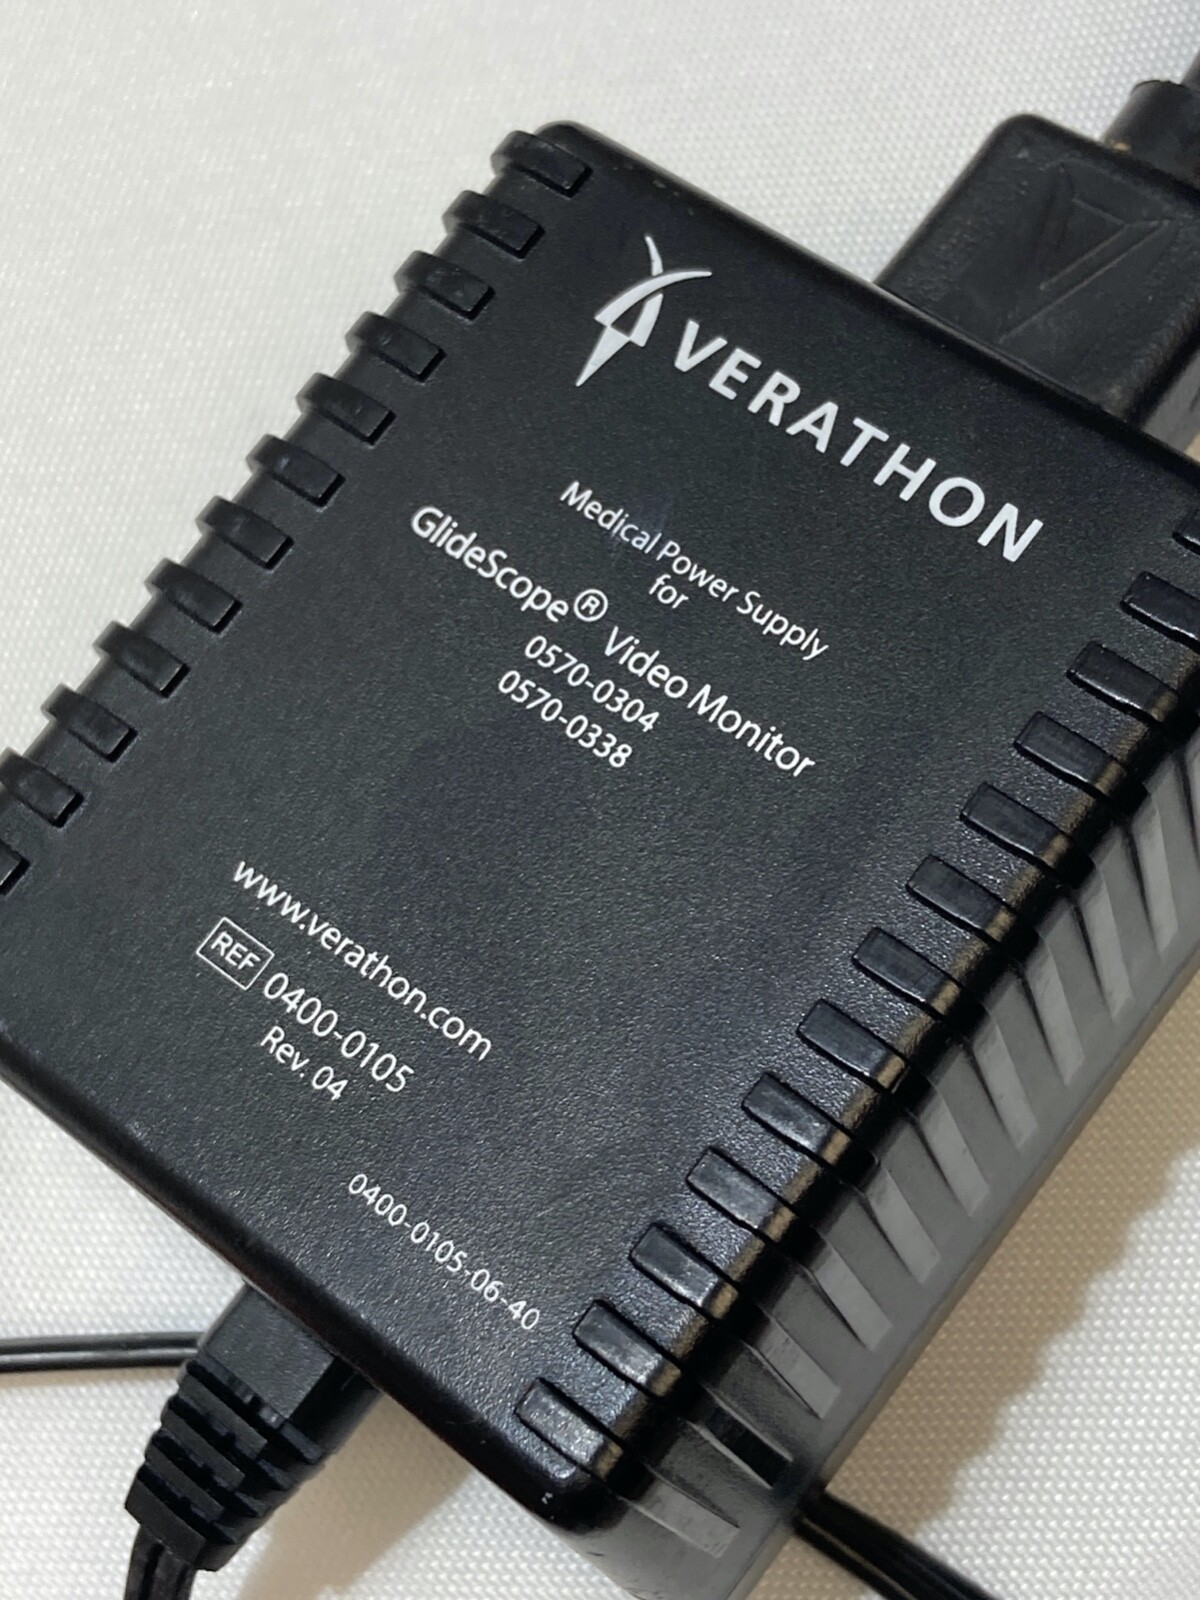 VERATHON
Medical Power Supply
for
GlideScope® Video Monitor
0570-0304
0570-0338
www.verathon.com
REF 0400-0105
Rev. 04
0400-0105-06-40